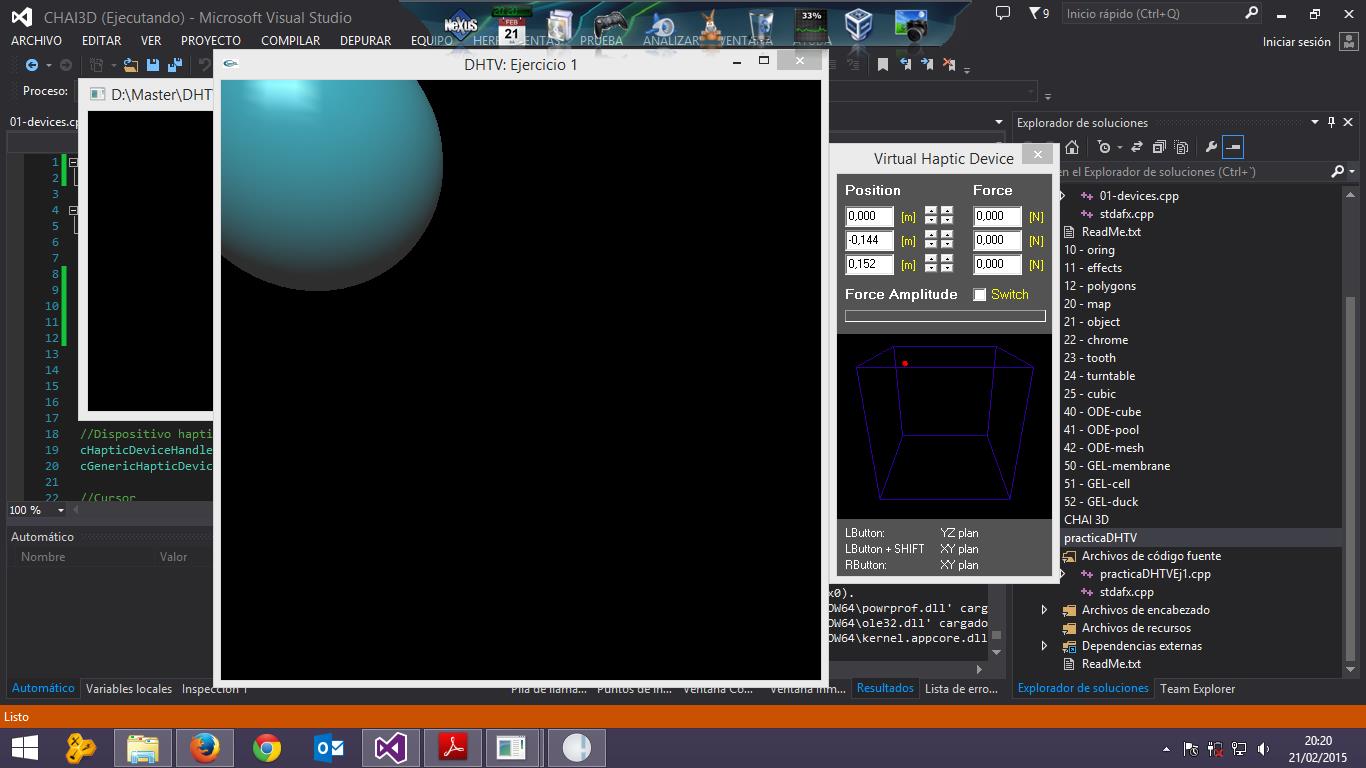 CHAI3D (Ejecutando) - Microsoft Visual Studio
NeXuS
20:20
FEB
21
33%
9
Inicio rápido (Ctrl+Q)
ARCHIVO EDITAR VER PROYECTO COMPILAR DEPURAR EQUIPO HERRAMIENTAS PRUEBA ANALIZAR VENTANA AYUDA
Iniciar sesión
Proceso:
D:\Master\DHT
DHTV: Ejercicio 1
01-devices.cp
1
2
3
4
5
6
7
8
9
10
11
12
13
14
15
16
17
18 //Dispositivo hapti
19 cHapticDeviceHandle
20 cGenericHapticDevic
21
22 //Cursor
100 %
Automático
Nombre Valor
Virtual Haptic Device
Position Force
0,000 [m] 0,000 [N]
-0,144 [m] 0,000 [N]
0,152 [m] 0,000 [N]
Force Amplitude Switch
LButton: YZ plan
LButton + SHIFT XY plan
RButton: XY plan
x0).
OW64\powrprof.dll' carg
OW64\ole32.dll' cargado
OW64\kernel.appcore.dll
Explorador de soluciones
en el Explorador de soluciones (Ctrl+`)
01-devices.cpp
stdafx.cpp
ReadMe.txt
10 - oring
11 - effects
12 - polygons
20 - map
21 - object
22 - chrome
23 - tooth
24 - turntable
25 - cubic
40 - ODE-cube
41 - ODE-pool
42 - ODE-mesh
50 - GEL-membrane
51 - GEL-cell
52 - GEL-duck
CHAI 3D
practicaDHTV
Archivos de código fuente
practicaDHTVEj1.cpp
stdafx.cpp
Archivos de encabezado
Archivos de recursos
Dependencias externas
ReadMe.txt
Automático Variables locales Inspección 1 Pila de llama... Puntos de in... Ventana Co... Ventana Inm... Resultados Lista de erro...
Explorador de soluciones Team Explorer
Listo
20:20
21/02/2015